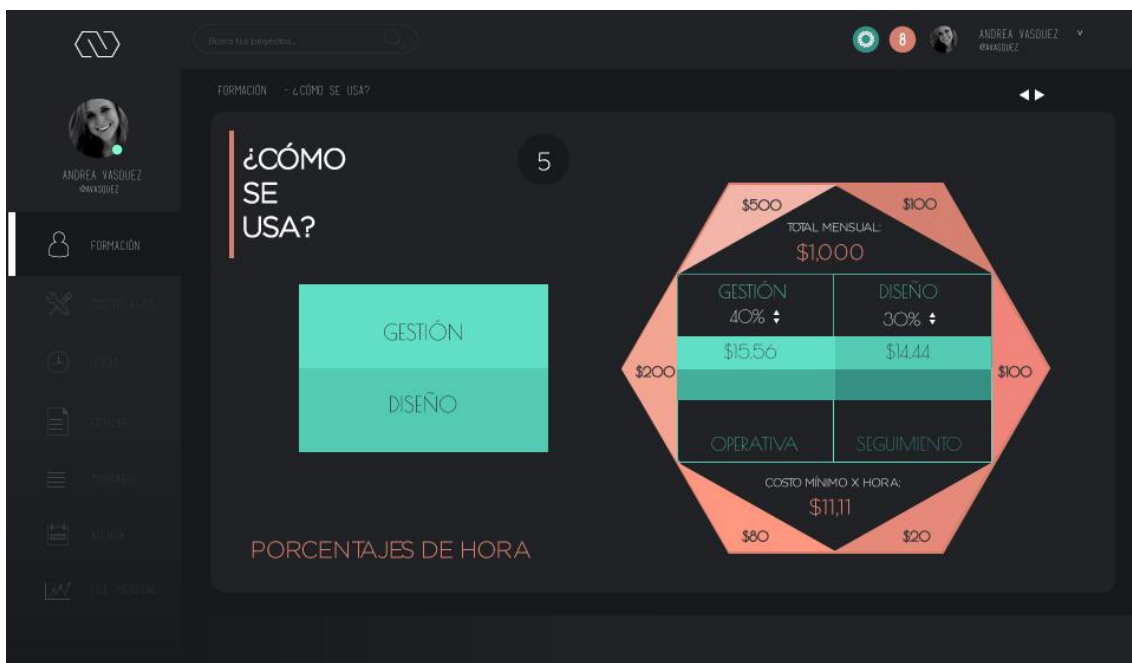 Busca tus proyectos.
8
ANDREA VASQUEZ
@AVASQUEZ
FORMACIÓN - ¿CÓMO SE USA?
ANDREA VASQUEZ
@AVASQUEZ
FORMACIÓN
¿CÓMO
SE
USA?
5
GESTIÓN
DISEÑO
PORCENTAJES DE HORA
$500
$100
TOTAL MENSUAL:
$1,000
GESTIÓN
DISEÑO
40%
30%
$15.56
$14.44
$200
$100
OPERATIVA
SEGUIMIENTO
COSTO MÍNIMO X HORA:
$11,11
$80
$20
AGENDA